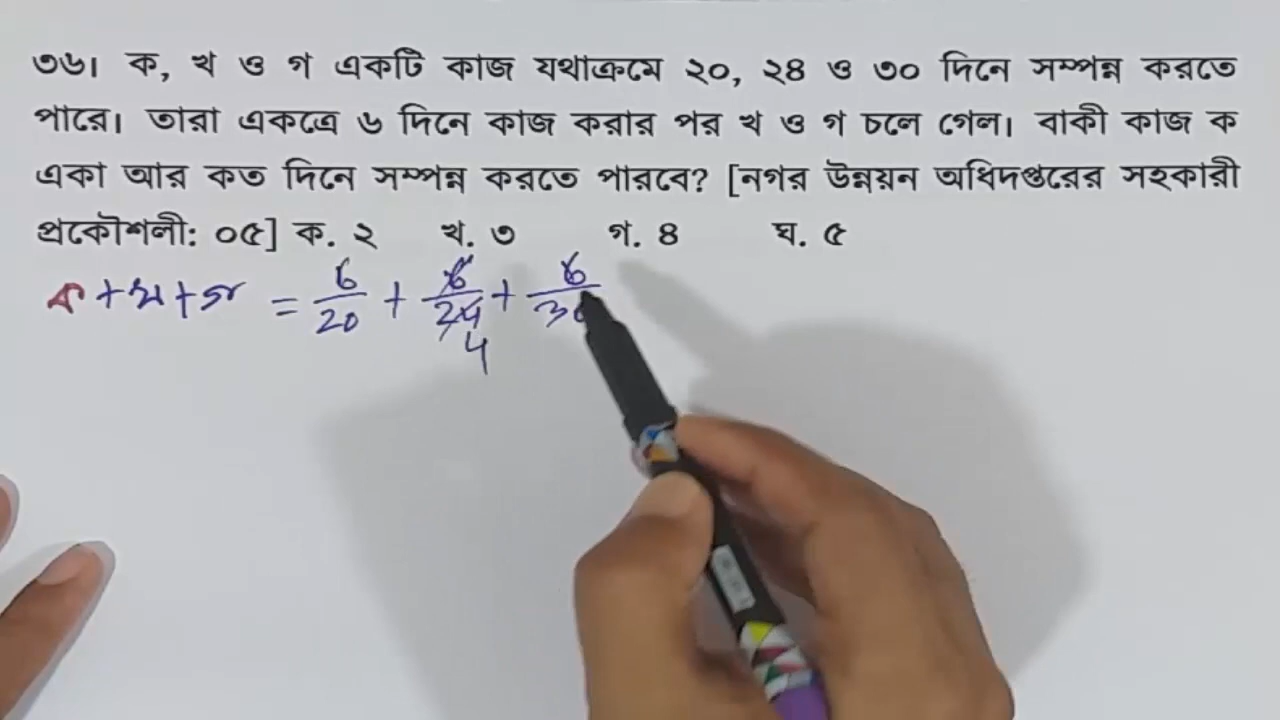 ৩৬। ক, খ ও গ একটি কাজ যথাক্রমে ২০, ২৪ ও ৩০ দিনে সম্পন্ন করতে
পারে। তারা একত্রে ৬ দিনে কাজ করার পর খ ও গ চলে গেল। বাকী কাজ ক
একা আর কত দিনে সম্পন্ন করতে পারবে? [নগর উন্নয়ন অধিদপ্তরের সহকারী
প্রকৌশলী: ০৫] ক. ২ খ. ৩ গ. ৪ ঘ. ৫
ক + খ + গ = 6/20 + 6/24 + 6/30
4